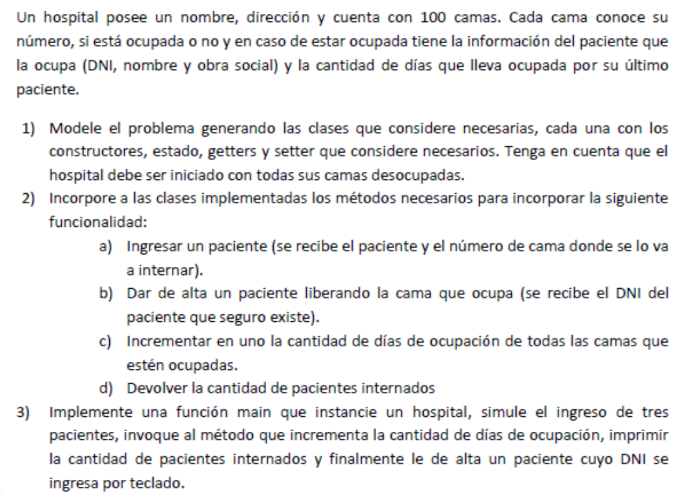 Un hospital posee un nombre, dirección y cuenta con 100 camas. Cada cama conoce su
número, si está ocupada o no y en caso de estar ocupada tiene la información del paciente que
la ocupa (DNI, nombre y obra social) y la cantidad de días que lleva ocupada por su último
paciente.
1) Modele el problema generando las clases que considere necesarias, cada una con los
constructores, estado, getters y setter que considere necesarios. Tenga en cuenta que el
hospital debe ser iniciado con todas sus camas desocupadas.
2) Incorpore a las clases implementadas los métodos necesarios para incorporar la siguiente
funcionalidad:
a) Ingresar un paciente (se recibe el paciente y el número de cama donde se lo va
a internar).
b) Dar de alta un paciente liberando la cama que ocupa (se recibe el DNI del
paciente que seguro existe).
c) Incrementar en uno la cantidad de días de ocupación de todas las camas que
estén ocupadas.
d) Devolver la cantidad de pacientes internados
3) Implemente una función main que instancie un hospital, simule el ingreso de tres
pacientes, invoque al método que incrementa la cantidad de días de ocupación, imprimir
la cantidad de pacientes internados y finalmente le de alta un paciente cuyo DNI se
ingresa por teclado.